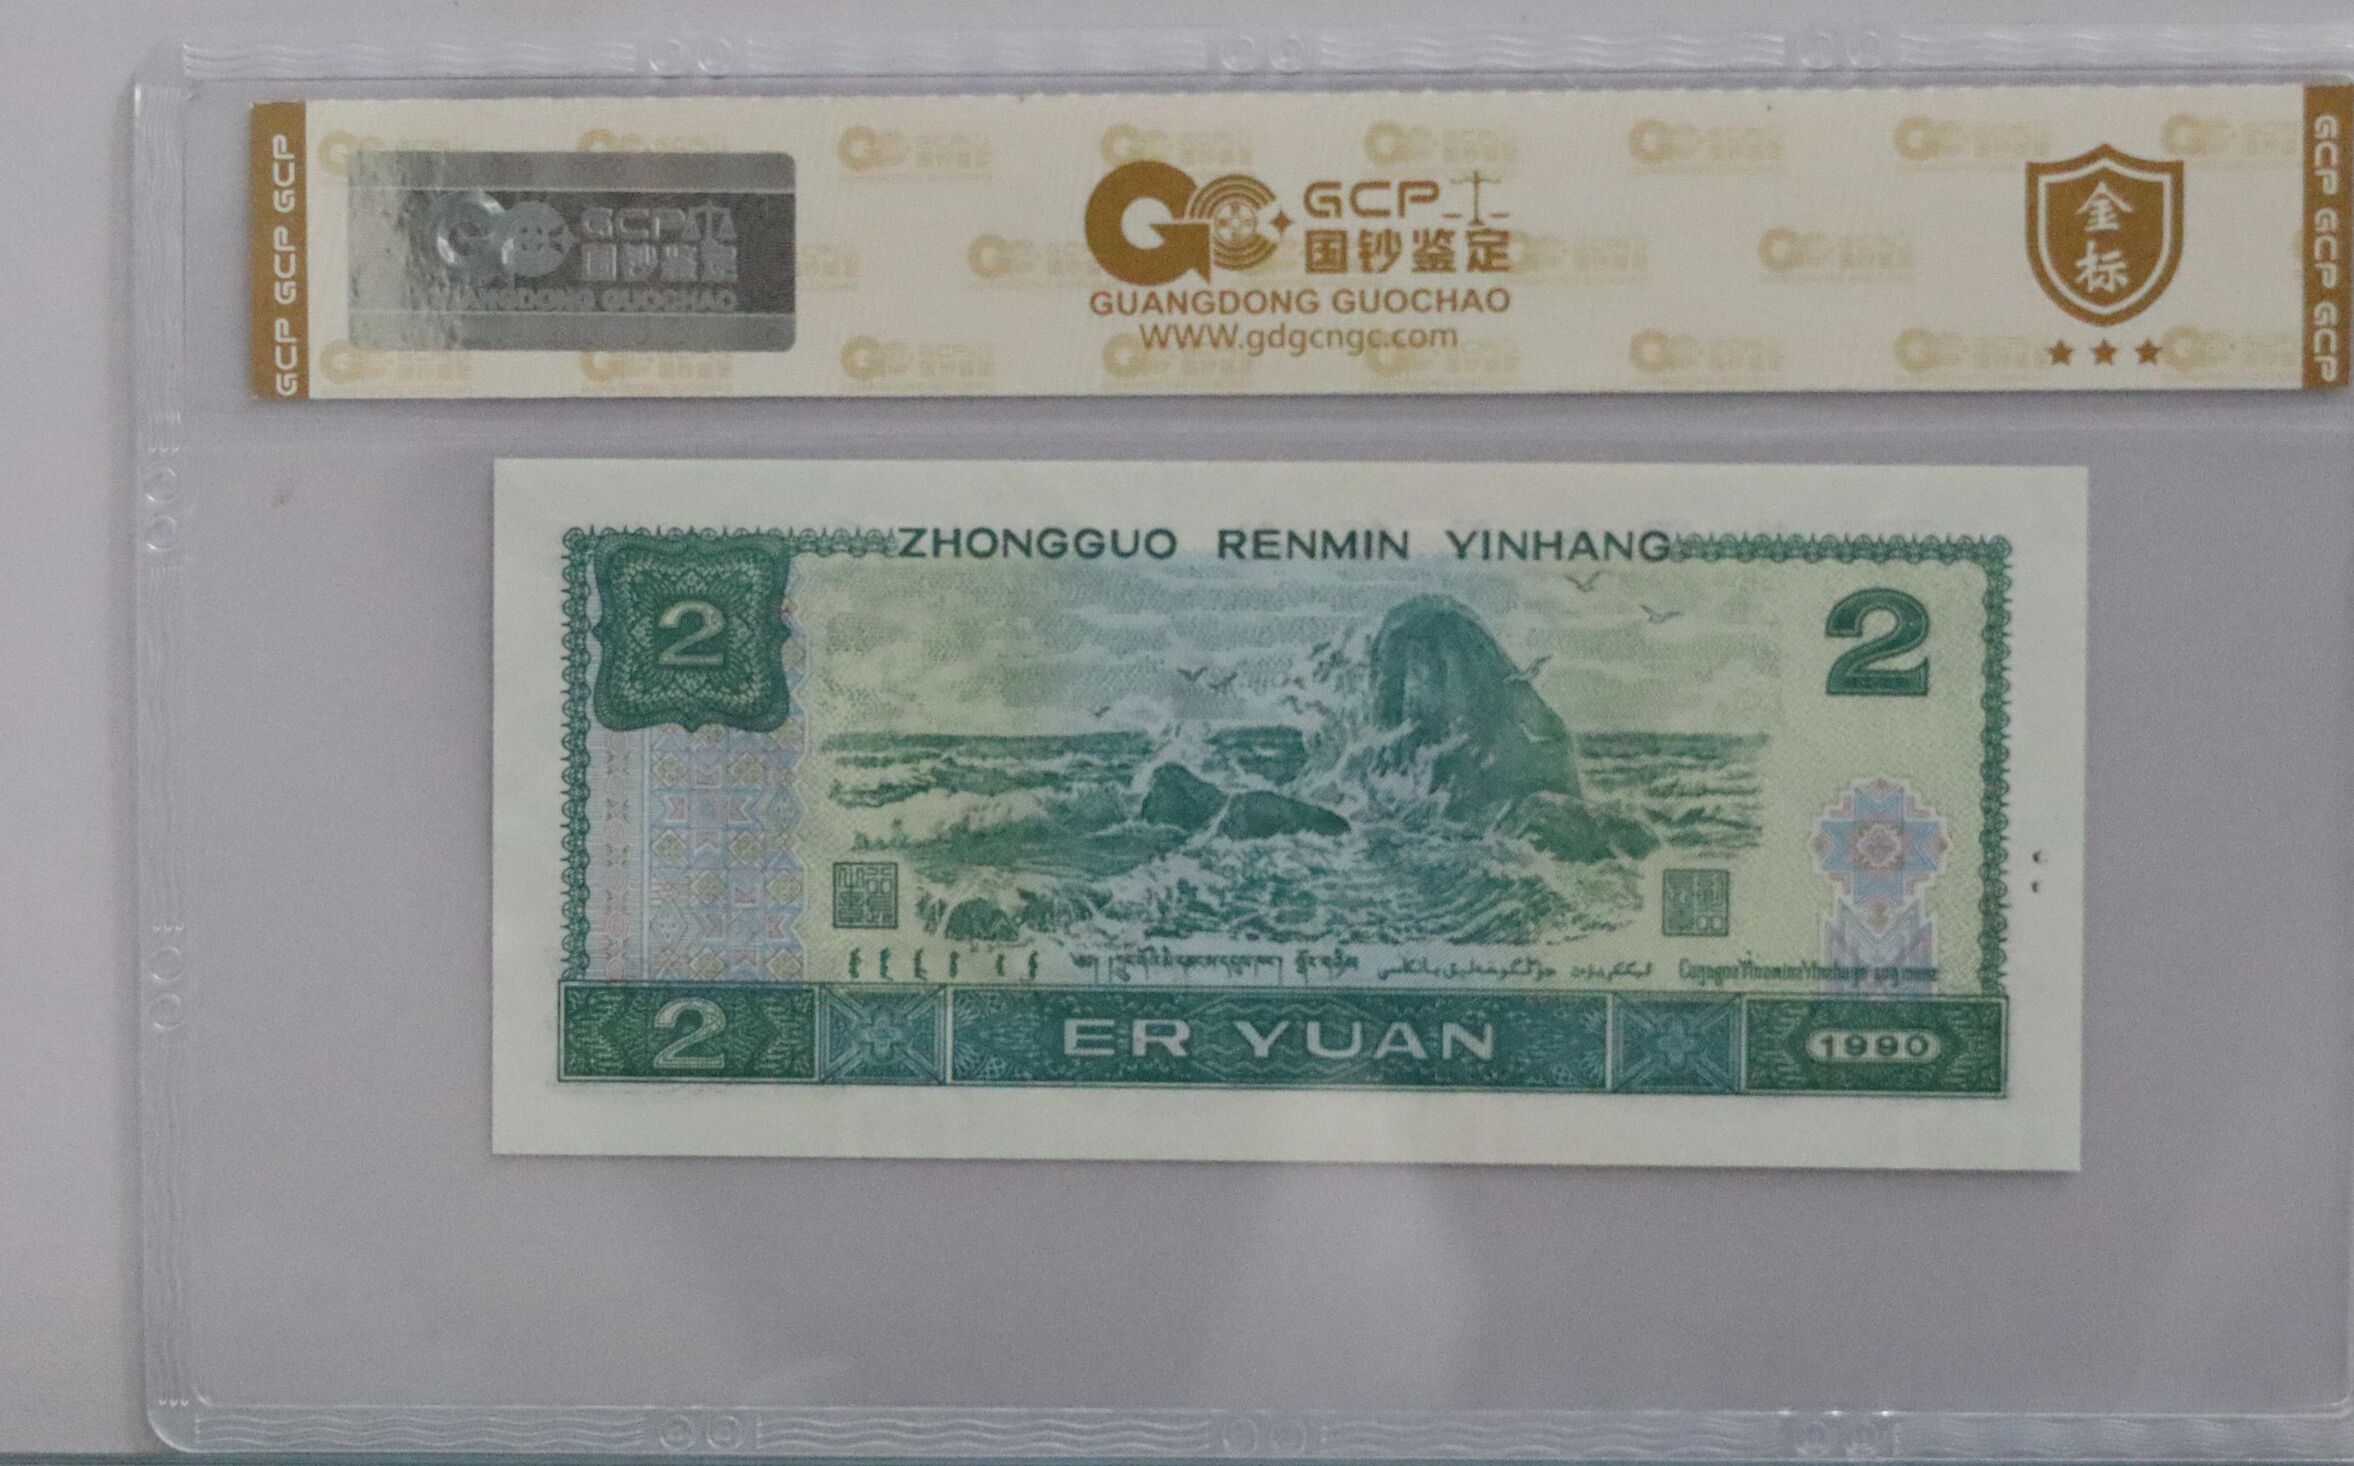 GCP GCP GCP
GCP
国钞鉴定
GUANGDONG GUOCHAO
GCP
国钞鉴定
GUANGDONG GUOCHAO
WWW.gdgcngc.com
金
标
GCP GCP GCP
ZHONGGUO RENMIN YINHANG
2
2
2
ER YUAN
1990